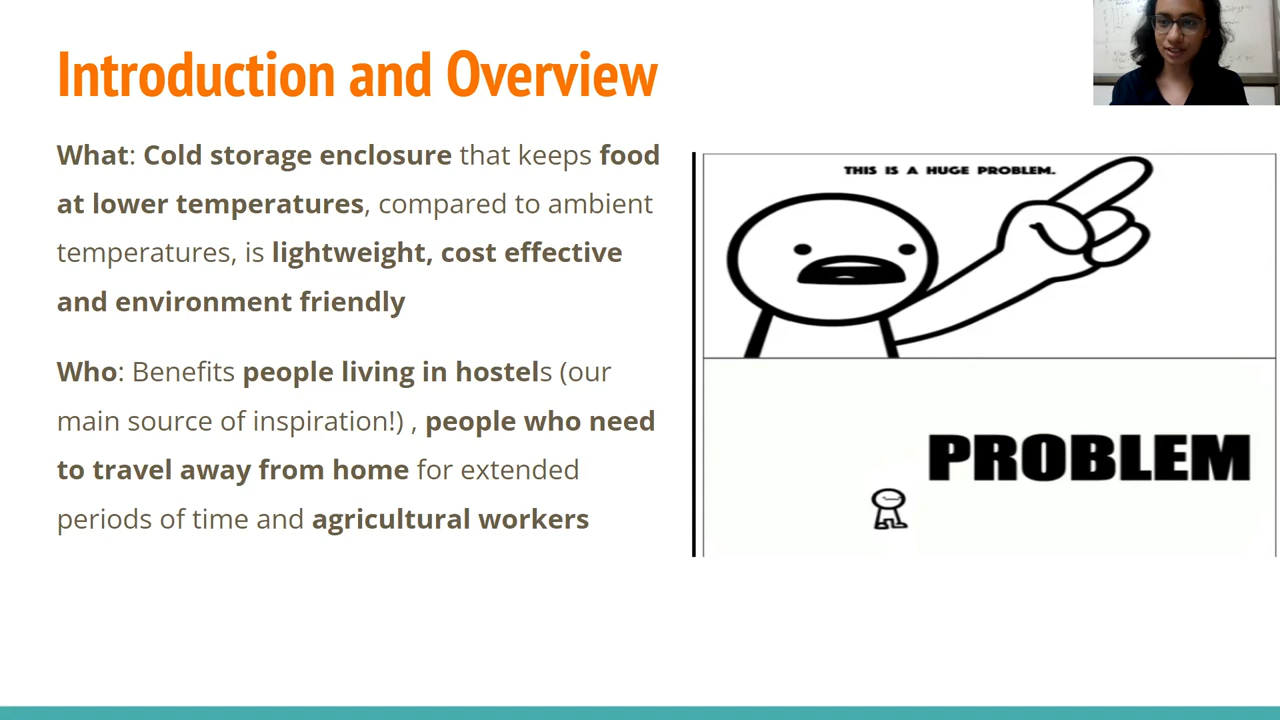 Introduction and Overview
What: Cold storage enclosure that keeps food
at lower temperatures, compared to ambient
temperatures, is lightweight, cost effective
and environment friendly
Who: Benefits people living in hostels (our
main source of inspiration!) , people who need
to travel away from home for extended
periods of time and agricultural workers
THIS IS A HUGE PROBLEM.
PROBLEM